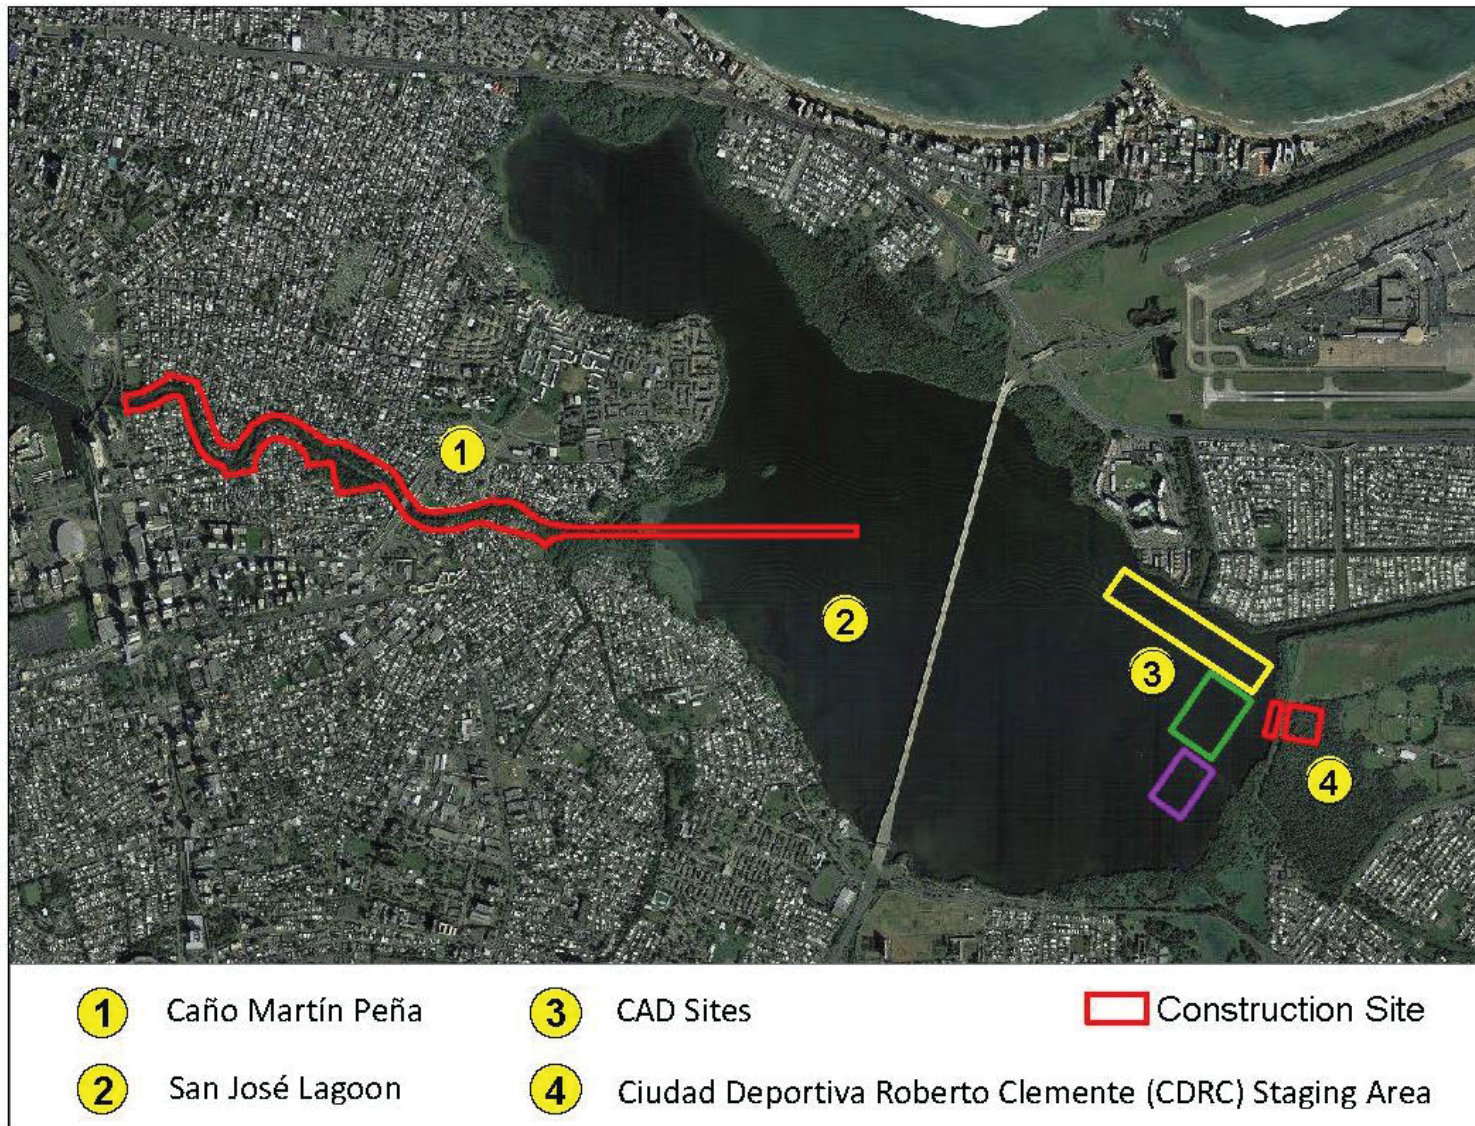 1
2
3
4
1 Caño Martín Peña
3 CAD Sites
Construction Site
2 San José Lagoon
4 Ciudad Deportiva Roberto Clemente (CDRC) Staging Area